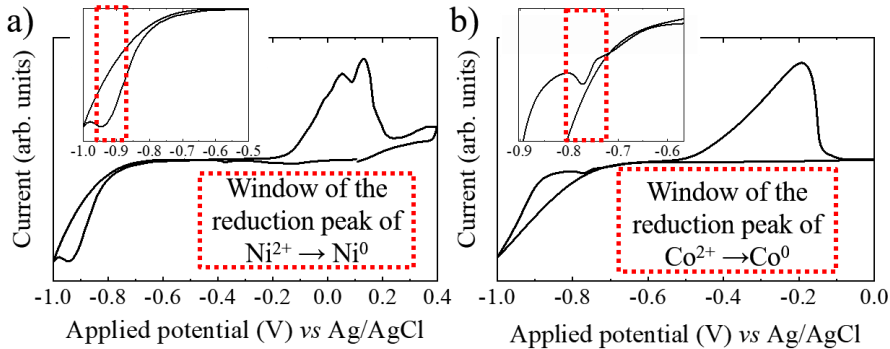 a)
Current (arb. units)
-1.0 -0.9 -0.8 -0.7 -0.6 -0.5
Window of the
reduction peak of
Ni²⁺ → Ni⁰
-1.0 -0.8 -0.6 -0.4 -0.2 0.0 0.2 0.4
Applied potential (V) vs Ag/AgCl
b)
Current (arb. units)
-0.9 -0.8 -0.7 -0.6
Window of the
reduction peak of
Co²⁺ →Co⁰
-1.0 -0.8 -0.6 -0.4 -0.2 0.0
Applied potential (V) vs Ag/AgCl